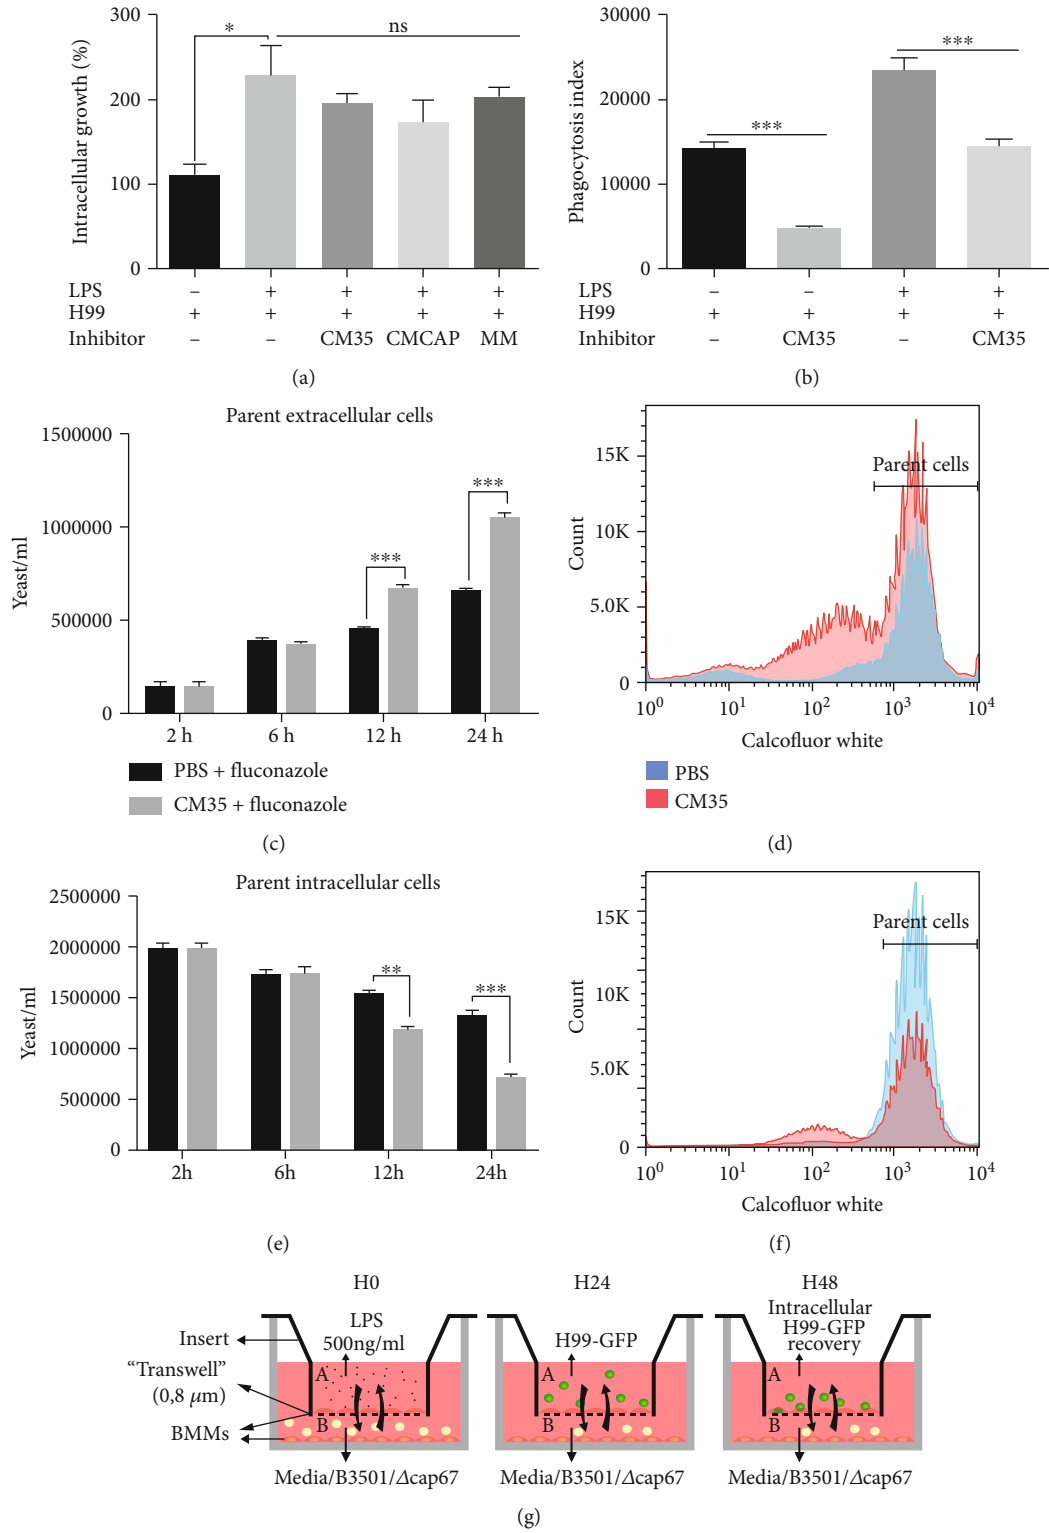 300
200
100
0
Intracellular growth (%)
*
ns
LPS – + + + +
H99 + + + + +
Inhibitor – – CM35 CMCAP MM
(a)
30000
20000
10000
0
Phagocytosis index
***
***
LPS – – + +
H99 + + + +
Inhibitor – CM35 – CM35
(b)
Parent extracellular cells
1500000
1000000
500000
0
Yeast/ml
***
***
2 h 6 h 12 h 24 h
PBS + fluconazole
CM35 + fluconazole
(c)
15K
10K
5.0K
0
Count
Parent cells
10⁰ 10¹ 10² 10³ 10⁴
Calcofluor white
PBS
CM35
(d)
Parent intracellular cells
2500000
2000000
1500000
1000000
500000
0
Yeast/ml
**
***
2h 6h 12h 24h
(e)
15K
10K
5.0K
0
Count
Parent cells
10⁰ 10¹ 10² 10³ 10⁴
Calcofluor white
(f)
H0 H24 H48
Insert
“Transwell”
(0,8 μm)
BMMs
LPS
500ng/ml
A
B
Media/B3501/Δcap67
H99-GFP
A
B
Media/B3501/Δcap67
Intracellular
H99-GFP
recovery
A
B
Media/B3501/Δcap67
(g)